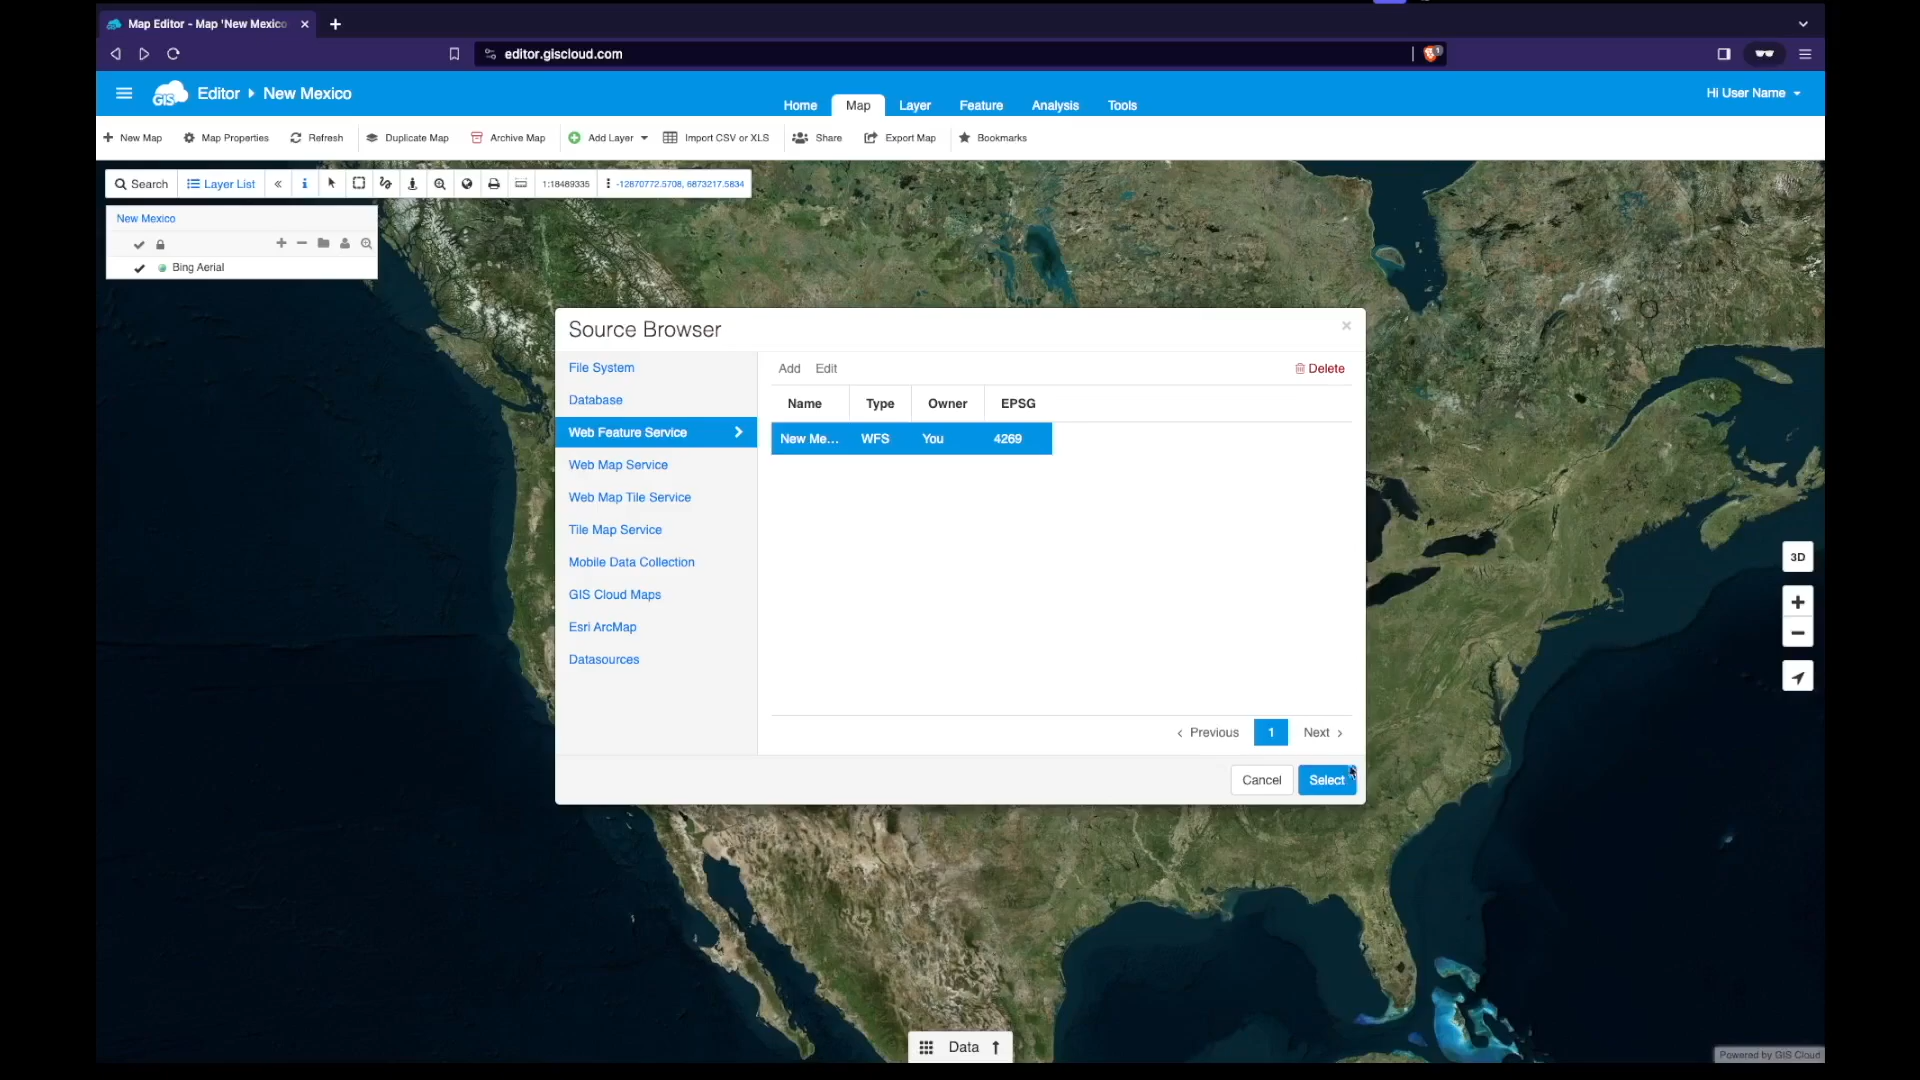 Map Editor - Map 'New Mexico
editor.giscloud.com
1
GIS Editor New Mexico
Home Map Layer Feature Analysis Tools
Hi User Name
New Map Map Properties Refresh Duplicate Map Archive Map Add Layer Import CSV or XLS Share Export Map Bookmarks
Search Layer List 1:18489335 -12870772.5708, 6873217.5834
New Mexico
Bing Aerial
Source Browser
File System
Database
Web Feature Service
Web Map Service
Web Map Tile Service
Tile Map Service
Mobile Data Collection
GIS Cloud Maps
Esri ArcMap
Datasources
Add Edit Delete
Name Type Owner EPSG
New Me... WFS You 4269
Previous 1 Next
Cancel Select
3D
Data
Powered by GIS Cloud